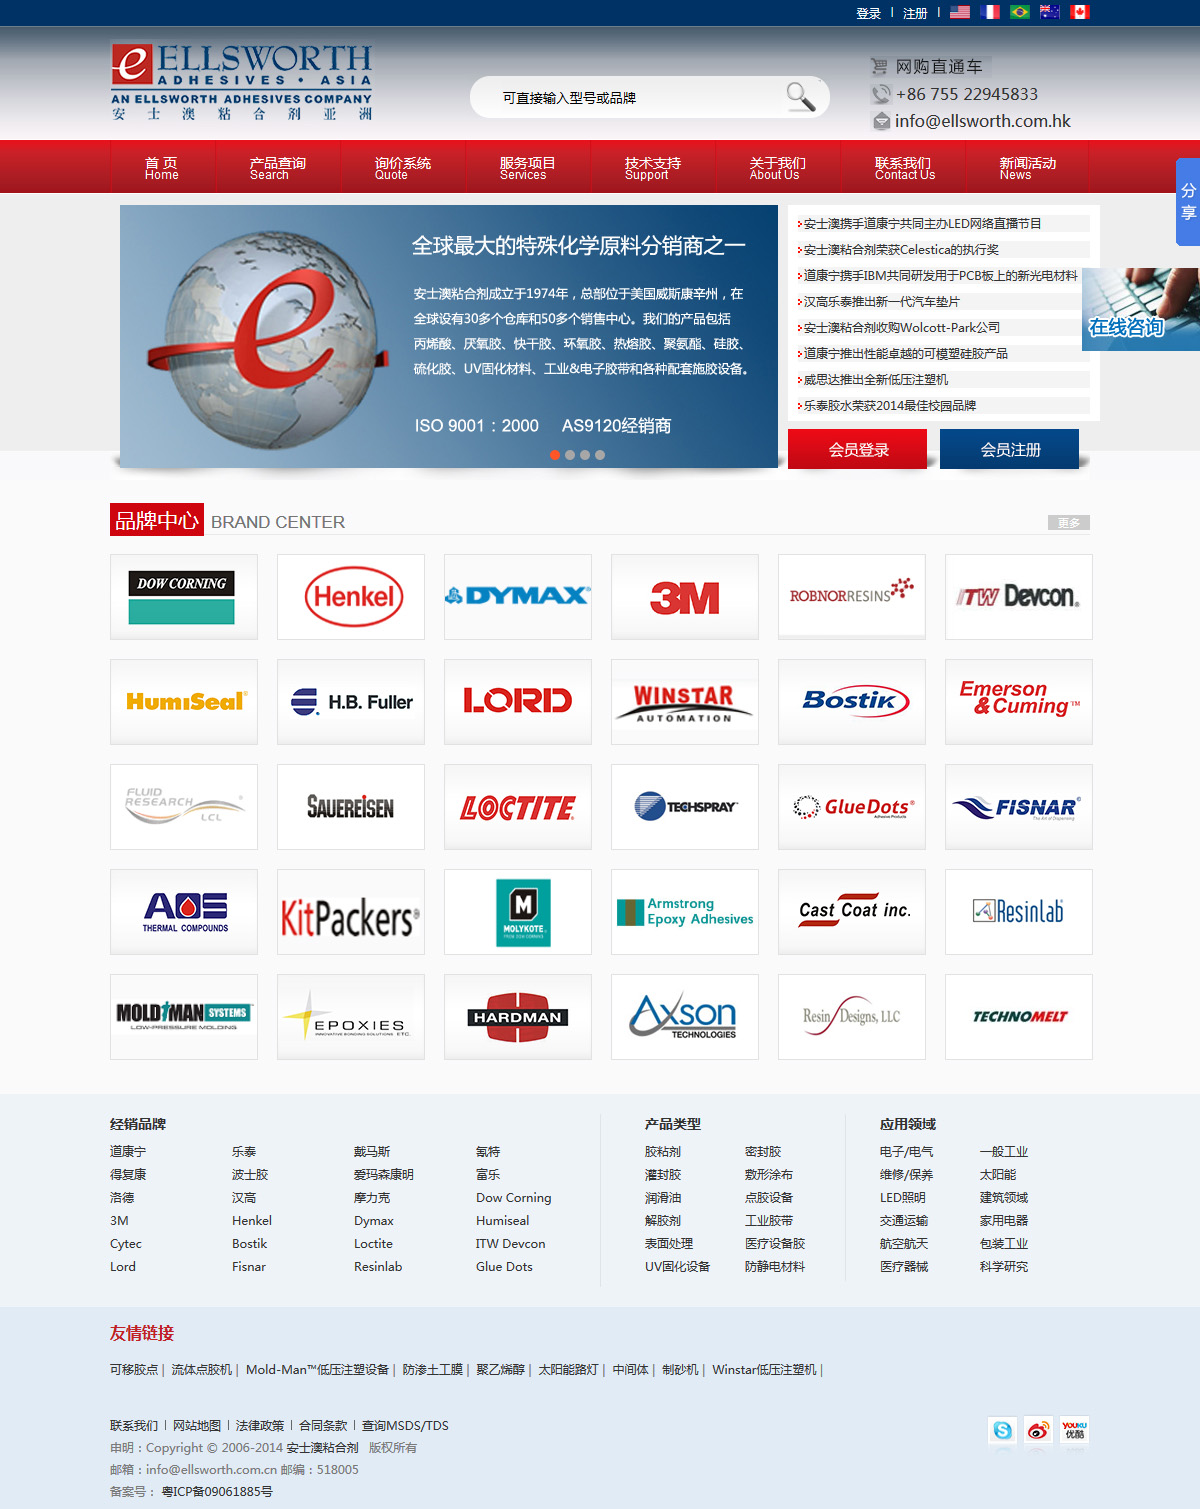 登录 | 注册 |
ELLSWORTH
ADHESIVES · ASIA
AN ELLSWORTH ADHESIVES COMPANY
安士澳粘合剂亚洲
可直接输入型号或品牌
网购直通车
+86 755 22945833
info@ellsworth.com.hk
首 页 产品查询 询价系统 服务项目 技术支持 关于我们 联系我们 新闻活动
Home Search Quote Services Support About Us Contact Us News
分享
全球最大的特殊化学原料分销商之一
安士澳粘合剂成立于1974年，总部位于美国威斯康辛州，在
全球设有30多个仓库和50多个销售中心。我们的产品包括
丙烯酸、厌氧胶、快干胶、环氧胶、热熔胶、聚氨酯、硅胶、
硫化胶、UV固化材料、工业&电子胶带和各种配套施胶设备。
ISO 9001：2000 AS9120经销商
安士澳携手道康宁共同主办LED网络直播节目
安士澳粘合剂荣获Celestica的执行奖
道康宁携手IBM共同研发用于PCB板上的新光电材料
汉高乐泰推出新一代汽车垫片
安士澳粘合剂收购Wolcott-Park公司
道康宁推出性能卓越的可模塑硅胶产品
威思达推出全新低压注塑机
乐泰胶水荣获2014最佳校园品牌
在线咨询
会员登录 会员注册
品牌中心 BRAND CENTER 更多
DOW CORNING Henkel DYMAX 3M ROBNORRESINS ITW Devcon
HumiSeal H.B. Fuller LORD WINSTAR AUTOMATION Bostik Emerson & Cuming™
FLUID RESEARCH LCL SAUEREISEN LOCTITE TECHSPRAY GlueDots FISNAR
AOS THERMAL COMPOUNDS KitPackers MOLYKOTE Armstrong Epoxy Adhesives Cast Coat inc. ResinLab
MOLDMAN SYSTEMS LOW-PRESSURE MOLDING EPOXIES ETC. HARDMAN Axson TECHNOLOGIES Resin Designs, LLC TECHNOMELT
经销品牌 产品类型 应用领域
道康宁 乐泰 戴马斯 氰特 胶粘剂 密封胶 电子/电气 一般工业
得复康 波士胶 爱玛森康明 富乐 灌封胶 敷形涂布 维修/保养 太阳能
洛德 汉高 摩力克 Dow Corning 润滑油 点胶设备 LED照明 建筑领域
3M Henkel Dymax Humiseal 解胶剂 工业胶带 交通运输 家用电器
Cytec Bostik Loctite ITW Devcon 表面处理 医疗设备胶 航空航天 包装工业
Lord Fisnar Resinlab Glue Dots UV固化设备 防静电材料 医疗器械 科学研究
友情链接
可移胶点 | 流体点胶机 | Mold-Man™低压注塑设备 | 防渗土工膜 | 聚乙烯醇 | 太阳能路灯 | 中间体 | 制砂机 | Winstar低压注塑机 |
联系我们 | 网站地图 | 法律政策 | 合同条款 | 查询MSDS/TDS
申明：Copyright © 2006-2014 安士澳粘合剂 版权所有
邮箱：info@ellsworth.com.cn 邮编：518005
备案号： 粤ICP备09061885号
YOUKU
优酷